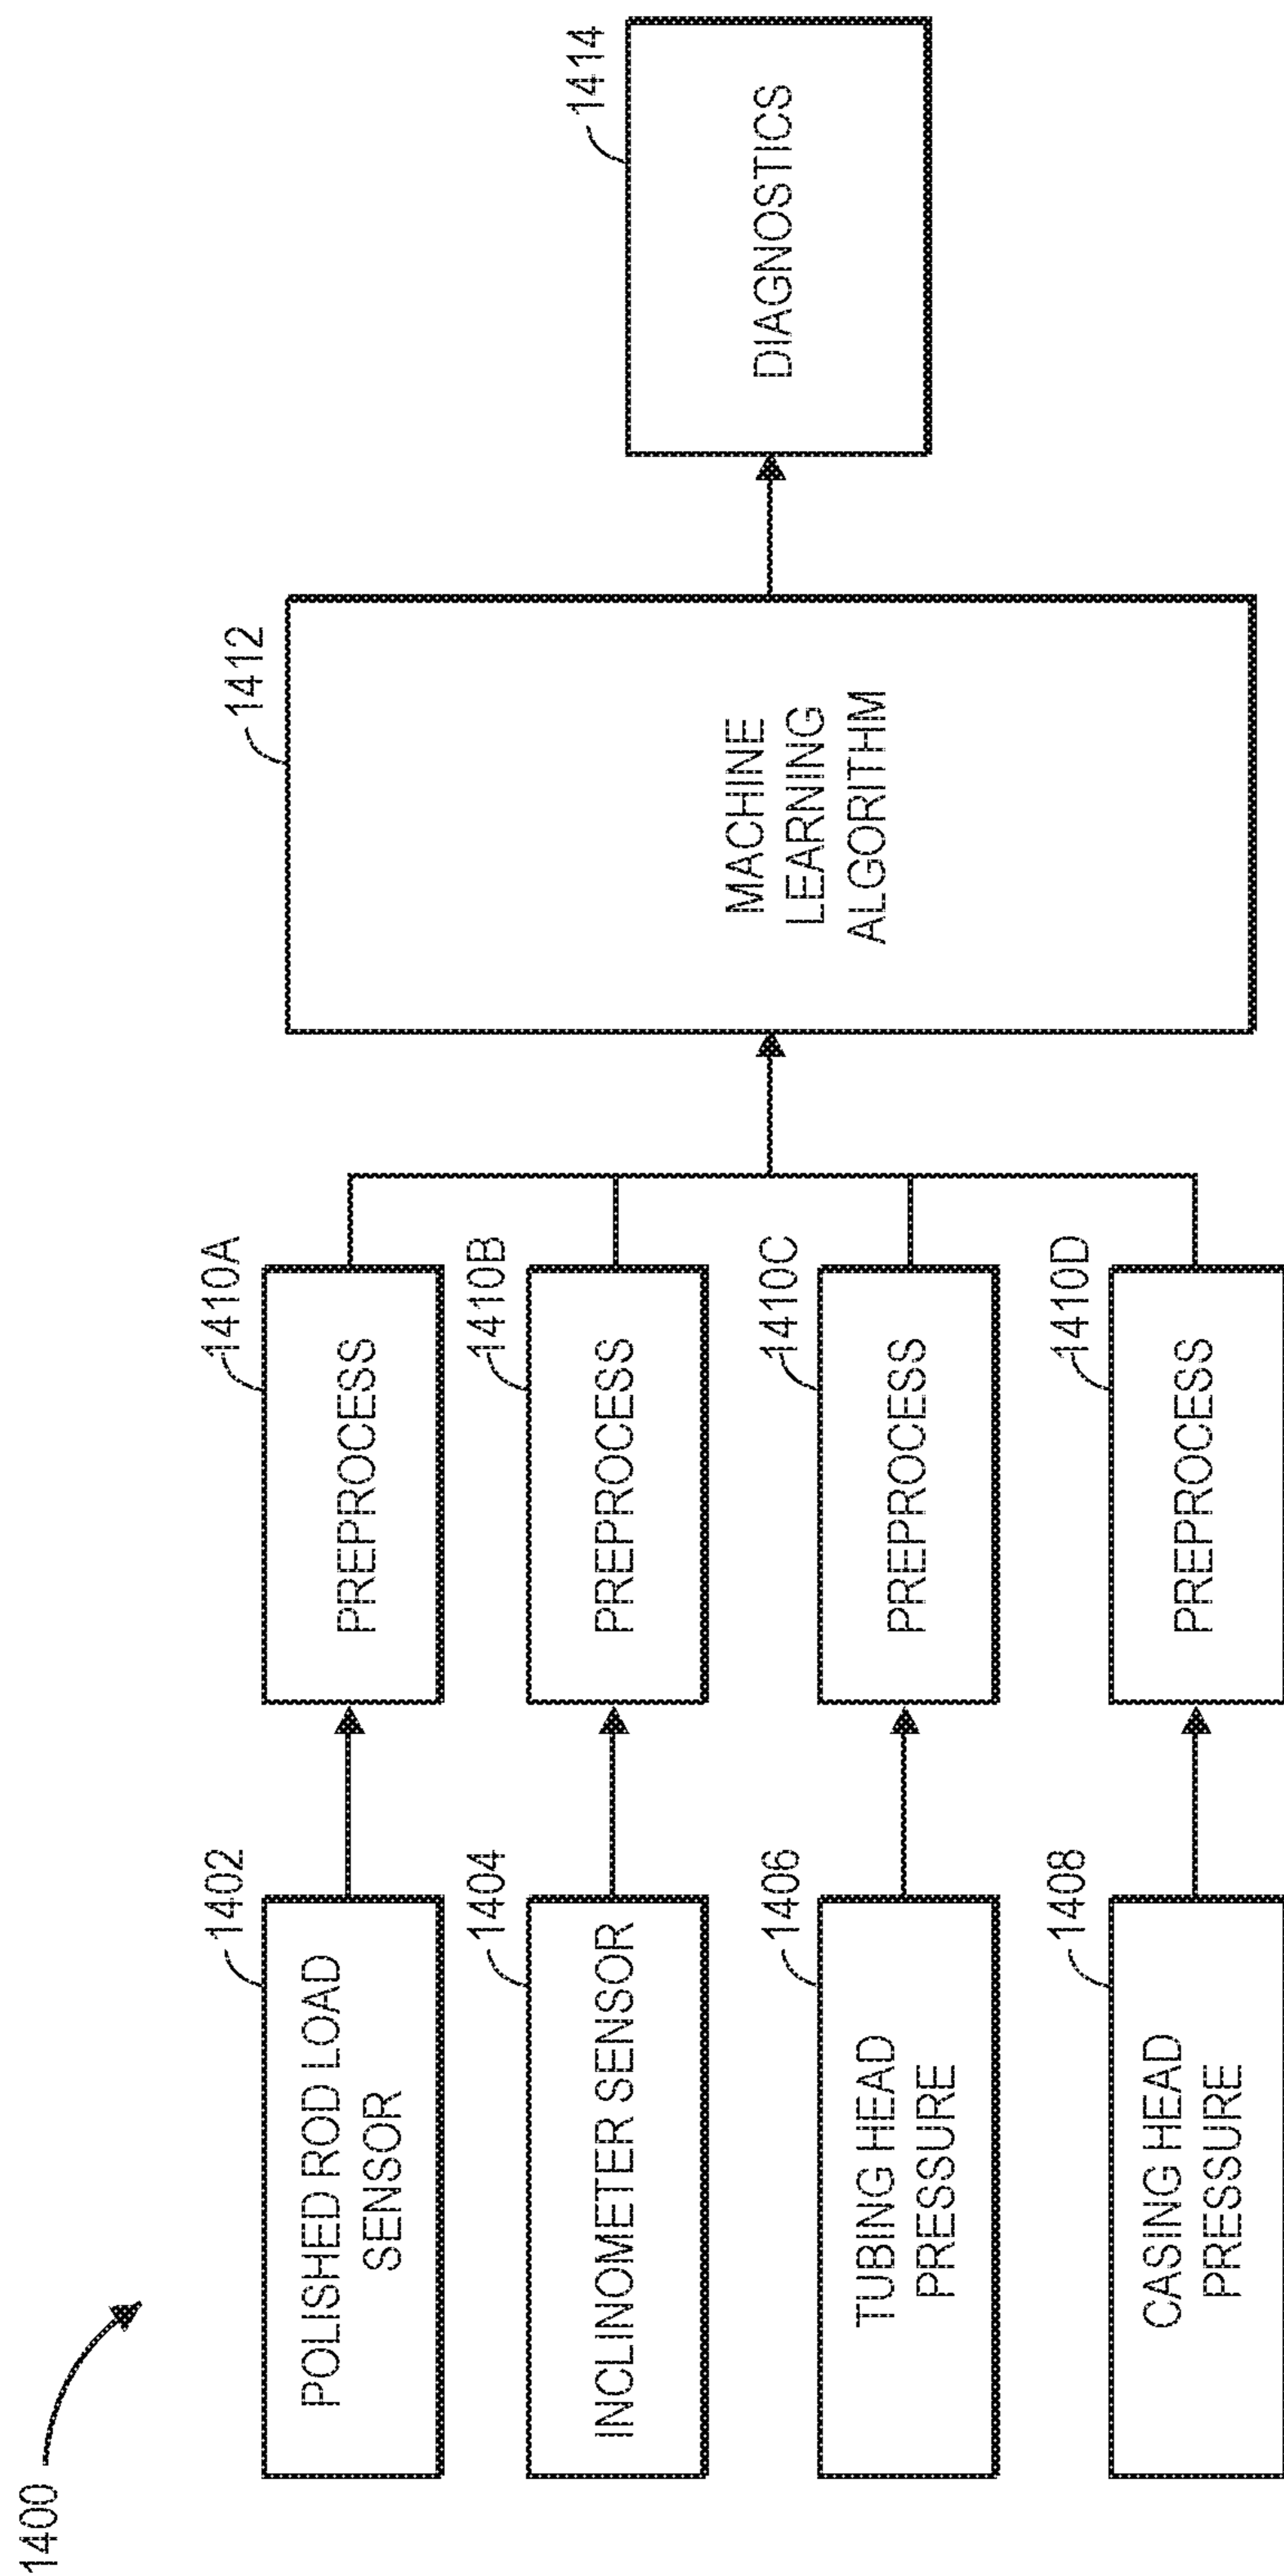 1400
1402
POLISHED ROD LOAD
SENSOR
1410A
PREPROCESS
1404
INCLINOMETER SENSOR
1410B
PREPROCESS
1406
TUBING HEAD
PRESSURE
1410C
PREPROCESS
1408
CASING HEAD
PRESSURE
1410D
PREPROCESS
1412
MACHINE
LEARNING
ALGORITHM
1414
DIAGNOSTICS